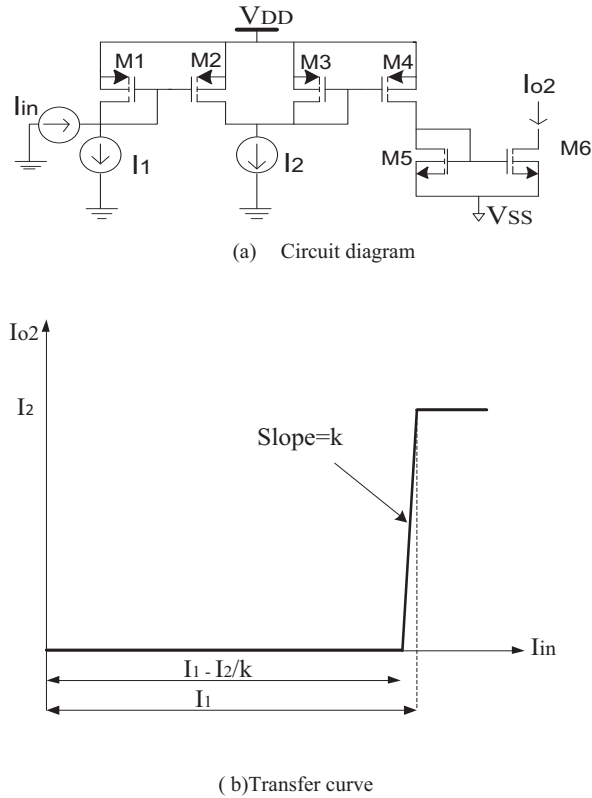 VDD
M1 M2 M3 M4
Iin Io2
I1 I2 M5 M6
VSS
(a) Circuit diagram
Io2
I2
Slope=k
Iin
I1 - I2/k
I1
( b)Transfer curve